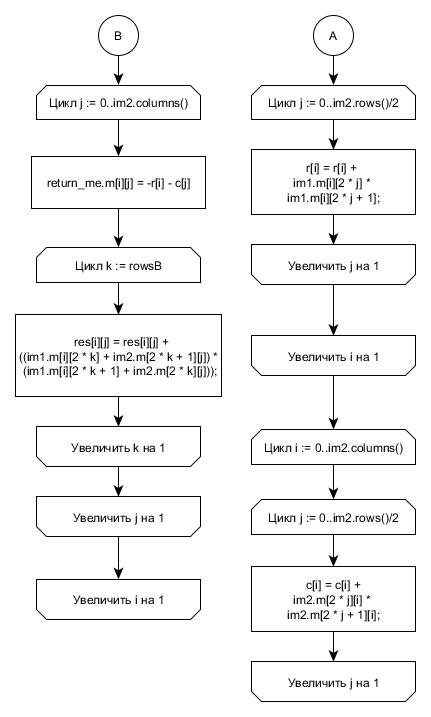 B
Цикл j := 0..im2.columns()
return_me.m[i][j] = -r[i] - c[j]
Цикл k := rowsB
res[i][j] = res[i][j] +
((im1.m[i][2 * k] + im2.m[2 * k + 1][j]) *
(im1.m[i][2 * k + 1] + im2.m[2 * k][j]));
Увеличить k на 1
Увеличить j на 1
Увеличить i на 1
A
Цикл j := 0..im2.rows()/2
r[i] = r[i] +
im1.m[i][2 * j] *
im1.m[i][2 * j + 1];
Увеличить j на 1
Увеличить i на 1
Цикл i := 0..im2.columns()
Цикл j := 0..im2.rows()/2
c[i] = c[i] +
im2.m[2 * j][i] *
im2.m[2 * j + 1][i];
Увеличить j на 1